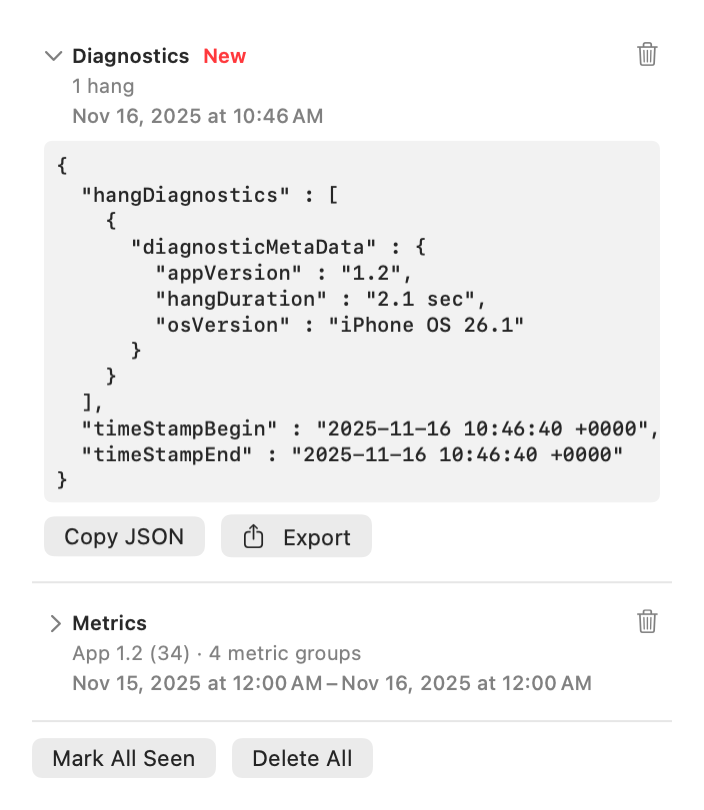 Diagnostics New
1 hang
Nov 16, 2025 at 10:46 AM
{
  "hangDiagnostics" : [
    {
      "diagnosticMetaData" : {
        "appVersion" : "1.2",
        "hangDuration" : "2.1 sec",
        "osVersion" : "iPhone OS 26.1"
      }
    }
  ],
  "timeStampBegin" : "2025-11-16 10:46:40 +0000",
  "timeStampEnd" : "2025-11-16 10:46:40 +0000"
}
Copy JSON Export
Metrics
App 1.2 (34) · 4 metric groups
Nov 15, 2025 at 12:00 AM – Nov 16, 2025 at 12:00 AM
Mark All Seen Delete All